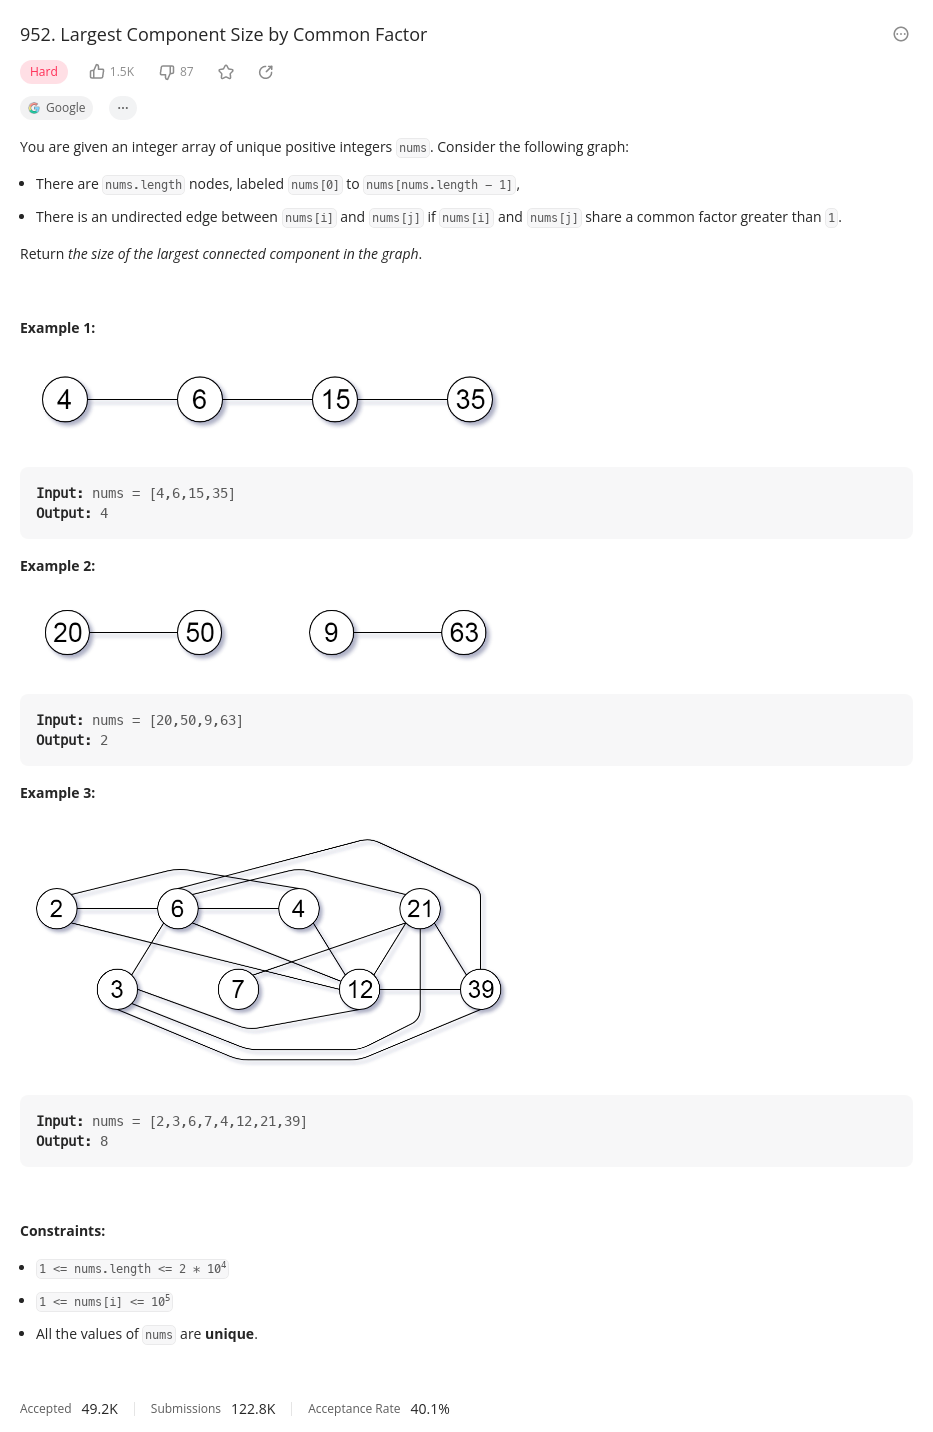 952. Largest Component Size by Common Factor
Hard 1.5K 87
Google ...
You are given an integer array of unique positive integers nums. Consider the following graph:
• There are nums.length nodes, labeled nums[0] to nums[nums.length - 1],
• There is an undirected edge between nums[i] and nums[j] if nums[i] and nums[j] share a common factor greater than 1.
Return the size of the largest connected component in the graph.
Example 1:
4 6 15 35
Input: nums = [4,6,15,35]
Output: 4
Example 2:
20 50 9 63
Input: nums = [20,50,9,63]
Output: 2
Example 3:
2 6 4 21
3 7 12 39
Input: nums = [2,3,6,7,4,12,21,39]
Output: 8
Constraints:
• 1 <= nums.length <= 2 * 10⁴
• 1 <= nums[i] <= 10⁵
• All the values of nums are unique.
Accepted 49.2K Submissions 122.8K Acceptance Rate 40.1%